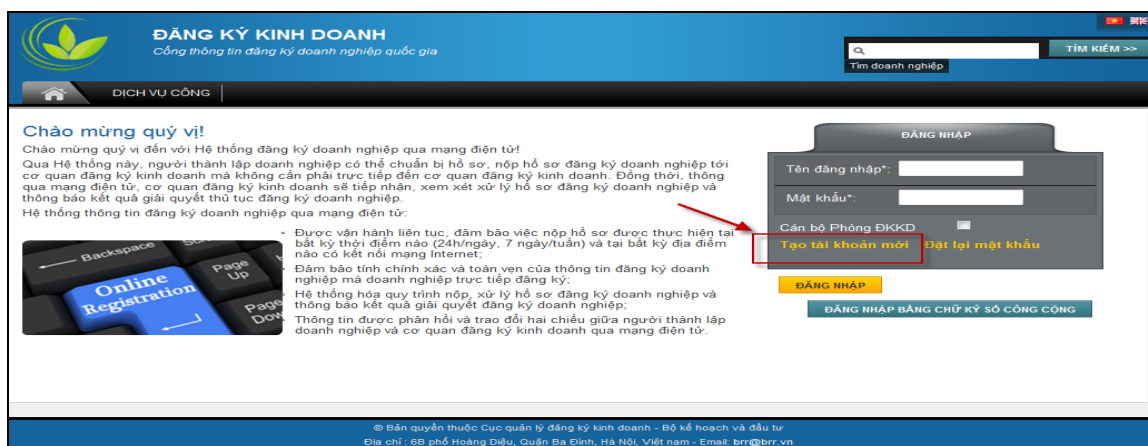 ĐĂNG KÝ KINH DOANH
Cổng thông tin đăng ký doanh nghiệp quốc gia
TÌM KIẾM >>
Tìm doanh nghiệp
DỊCH VỤ CÔNG
Chào mừng quý vị!
Chào mừng quý vị đến với Hệ thống đăng ký doanh nghiệp qua mạng điện tử!
Qua Hệ thống này, người thành lập doanh nghiệp có thể chuẩn bị hồ sơ, nộp hồ sơ đăng ký doanh nghiệp tới
cơ quan đăng ký kinh doanh mà không cần phải trực tiếp đến cơ quan đăng ký kinh doanh. Đồng thời, thông
qua mạng điện tử, cơ quan đăng ký kinh doanh sẽ tiếp nhận, xem xét xử lý hồ sơ đăng ký doanh nghiệp và
thông báo kết quả giải quyết thủ tục đăng ký doanh nghiệp.
Hệ thống thông tin đăng ký doanh nghiệp qua mạng điện tử:
Backspace
Page
Up
Online
Registration
Page
Dow
- Được vận hành liên tục, đảm bảo việc nộp hồ sơ được thực hiện tại
bất kỳ thời điểm nào (24h/ngày, 7 ngày/tuần) và tại bất kỳ địa điểm
nào có kết nối mạng Internet;
- Đảm bảo tính chính xác và toàn vẹn của thông tin đăng ký doanh
nghiệp mà doanh nghiệp trực tiếp đăng ký;
- Hệ thống hóa quy trình nộp, xử lý hồ sơ đăng ký doanh nghiệp và
thông báo kết quả giải quyết đăng ký doanh nghiệp;
- Thông tin được phản hồi và trao đổi hai chiều giữa người thành lập
doanh nghiệp và cơ quan đăng ký kinh doanh qua mạng điện tử.
ĐĂNG NHẬP
Tên đăng nhập*:
Mật khẩu*:
Cán bộ Phòng ĐKKD
Tạo tài khoản mới Đặt lại mật khẩu
ĐĂNG NHẬP
ĐĂNG NHẬP BẰNG CHỮ KÝ SỐ CÔNG CỘNG
© Bản quyền thuộc Cục quản lý đăng ký kinh doanh - Bộ kế hoạch và đầu tư
Địa chỉ : 6B phố Hoàng Diệu, Quận Ba Đình, Hà Nội, Việt nam - Email: brr@brr.vn